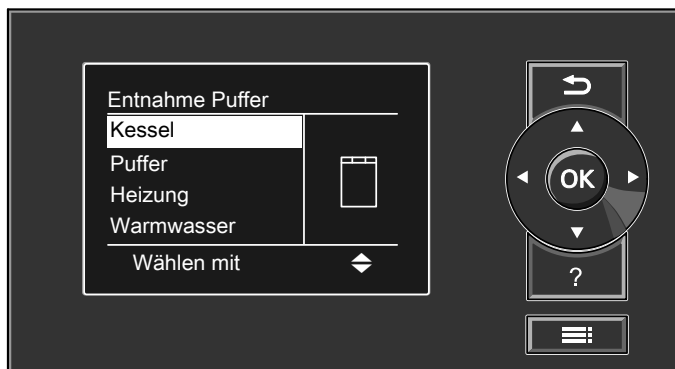 Entnahme Puffer
Kessel
Puffer
Heizung
Warmwasser
Wählen mit
OK
?